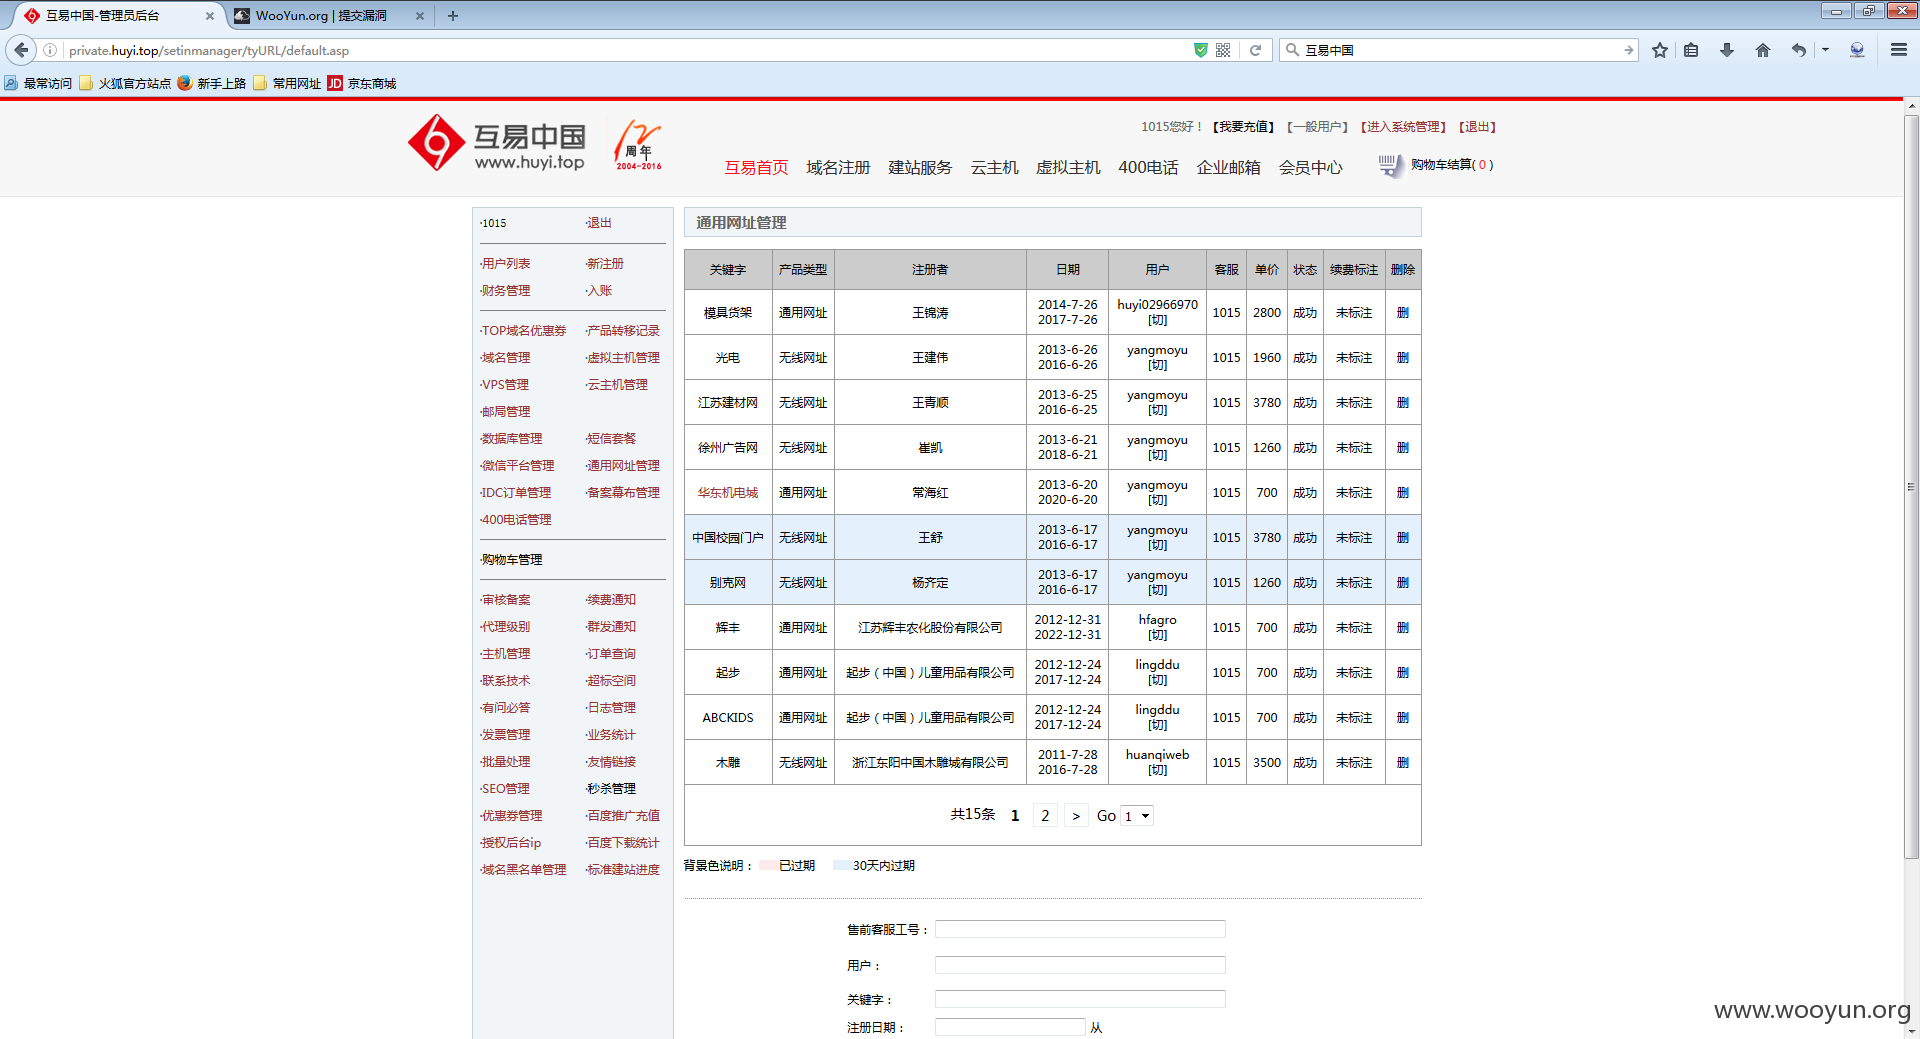 互易中国-管理员后台
WooYun.org | 提交漏洞
private.huyi.top/setinmanager/tyURL/default.asp
互易中国
最常访问 火狐官方站点 新手上路 常用网址 JD 京东商城
互易中国
www.huyi.top
12
周年
2004-2016
1015您好！【我要充值】 【一般用户】 【进入系统管理】 【退出】
互易首页 域名注册 建站服务 云主机 虚拟主机 400电话 企业邮箱 会员中心
购物车结算( 0 )
·1015 ·退出
·用户列表 ·新注册
·财务管理 ·入账
·TOP域名优惠券 ·产品转移记录
·域名管理 ·虚拟主机管理
·VPS管理 ·云主机管理
·邮局管理
·数据库管理 ·短信套餐
·微信平台管理 ·通用网址管理
·IDC订单管理 ·备案幕布管理
·400电话管理
·购物车管理
·审核备案 ·续费通知
·代理级别 ·群发通知
·主机管理 ·订单查询
·联系技术 ·超标空间
·有问必答 ·日志管理
·发票管理 ·业务统计
·批量处理 ·友情链接
·SEO管理 ·秒杀管理
·优惠券管理 ·百度推广充值
·授权后台ip ·百度下载统计
·域名黑名单管理 ·标准建站进度
通用网址管理
关键字 产品类型 注册者 日期 用户 客服 单价 状态 续费标注 删除
模具货架 通用网址 王锦涛 2014-7-26 2017-7-26 huyi02966970 [切] 1015 2800 成功 未标注 删
光电 无线网址 王建伟 2013-6-26 2016-6-26 yangmoyu [切] 1015 1960 成功 未标注 删
江苏建材网 无线网址 王青顺 2013-6-25 2016-6-25 yangmoyu [切] 1015 3780 成功 未标注 删
徐州广告网 无线网址 崔凯 2013-6-21 2018-6-21 yangmoyu [切] 1015 1260 成功 未标注 删
华东机电城 通用网址 常海红 2013-6-20 2020-6-20 yangmoyu [切] 1015 700 成功 未标注 删
中国校园门户 无线网址 王舒 2013-6-17 2016-6-17 yangmoyu [切] 1015 3780 成功 未标注 删
别克网 无线网址 杨齐定 2013-6-17 2016-6-17 yangmoyu [切] 1015 1260 成功 未标注 删
辉丰 通用网址 江苏辉丰农化股份有限公司 2012-12-31 2022-12-31 hfagro [切] 1015 700 成功 未标注 删
起步 通用网址 起步（中国）儿童用品有限公司 2012-12-24 2017-12-24 lingddu [切] 1015 700 成功 未标注 删
ABCKIDS 通用网址 起步（中国）儿童用品有限公司 2012-12-24 2017-12-24 lingddu [切] 1015 700 成功 未标注 删
木雕 无线网址 浙江东阳中国木雕城有限公司 2011-7-28 2016-7-28 huanqiweb [切] 1015 3500 成功 未标注 删
共15条 1 2 > Go 1
背景色说明： 已过期 30天内过期
售前客服工号：
用户：
关键字：
注册日期： 从
www.wooyun.org